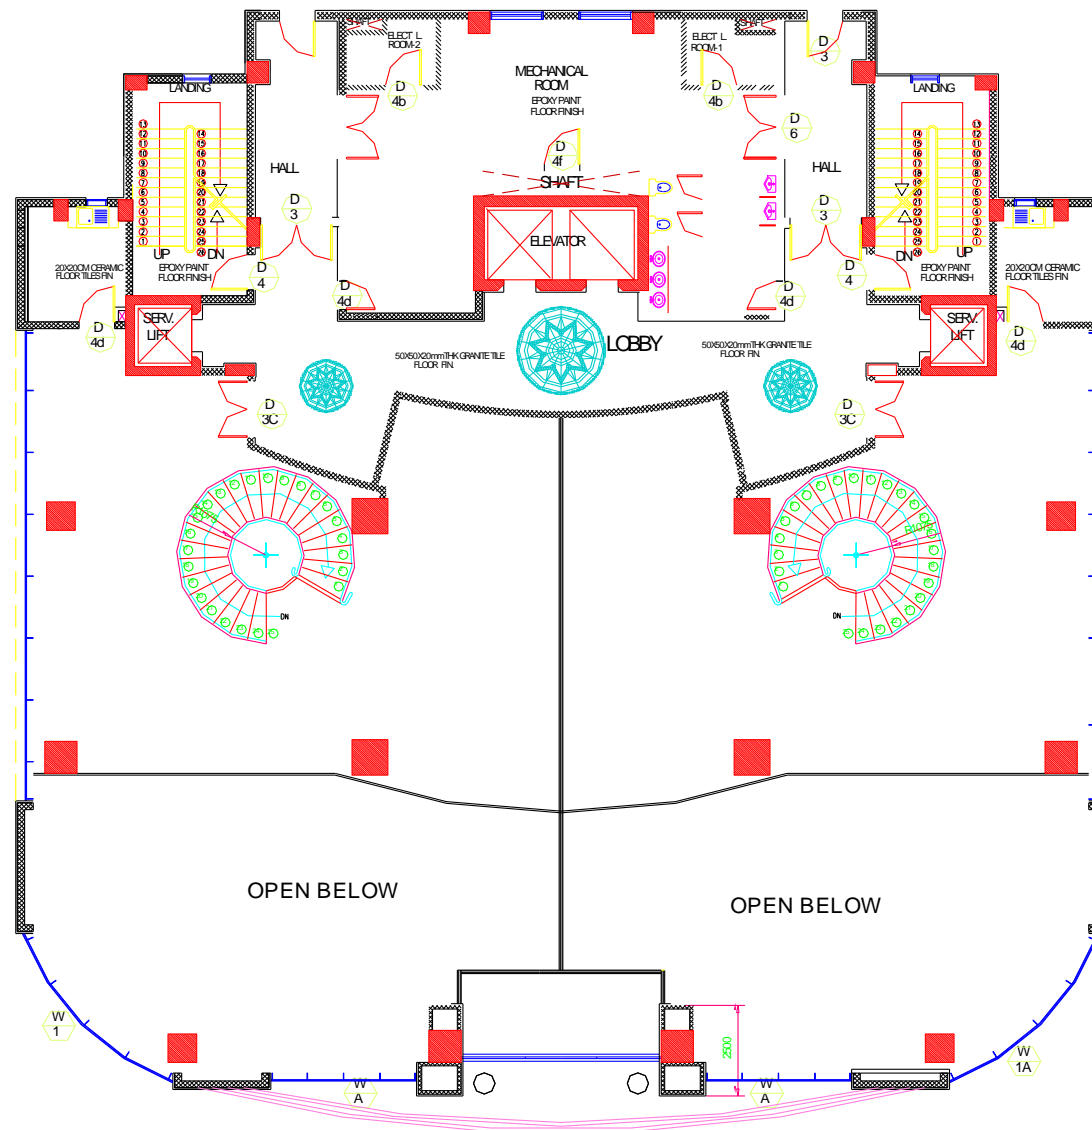 SHAFT
SHAFT
ELECT L
ROOM-2
ELECT L
ROOM-1
D
3
MECHANICAL
ROOM
EPOXY PAINT
FLOOR FINISH
LANDING
LANDING
D
4b
D
4b
D
6
D
4f
HALL
HALL
SHAFT
D
3
D
3
ELEVATOR
UP
DN
DN
UP
EPOXY PAINT
FLOOR FINISH
EPOXY PAINT
FLOOR FINISH
20X20CM CERAMIC
FLOOR TILES FIN
20X20CM CERAMIC
FLOOR TILES FIN
D
4
D
4
D
4d
D
4d
D
4d
D
4d
SERV.
LIFT
SERV.
LIFT
LOBBY
50X50X20mmTHK GRANITE TILE
FLOOR FIN.
50X50X20mmTHK GRANITE TILE
FLOOR FIN.
D
3C
D
3C
DN
DN
OPEN BELOW
OPEN BELOW
W
1
W
1A
2500
W
A
W
A